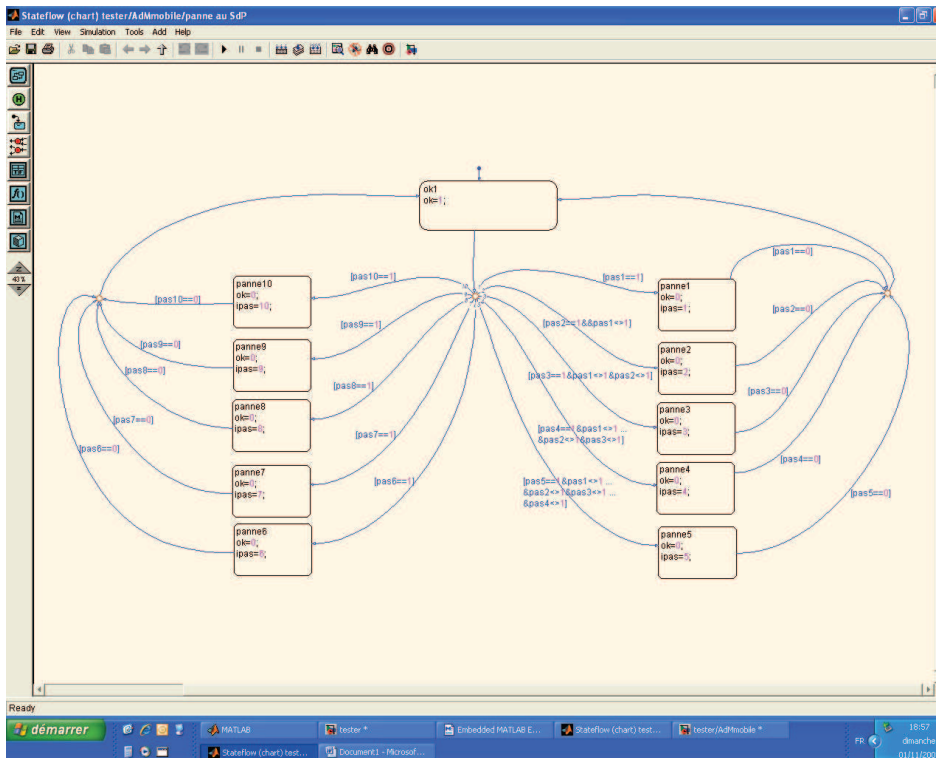 Stateflow (chart) tester/AdMmobile/panne au SdP
File Edit View Simulation Tools Add Help
40%
ok1
ok=1;
panne10
ok=0;
ipas=10;
[pas10==0]
[pas10==1]
[pas1==1]
panne1
ok=0;
ipas=1;
[pas1==0]
panne9
ok=0;
ipas=9;
[pas9==0]
[pas9==1]
[pas2==1&&pas1<>1]
panne2
ok=0;
ipas=2;
[pas2==0]
panne8
ok=0;
ipas=8;
[pas8==0]
[pas8==1]
[pas3==1&pas1<>1&pas2<>1]
panne3
ok=0;
ipas=3;
[pas3==0]
panne7
ok=0;
ipas=7;
[pas7==0]
[pas7==1]
[pas4==1&pas1<>1 ...
&pas2<>1&pas3<>1]
panne4
ok=0;
ipas=4;
[pas4==0]
panne6
ok=0;
ipas=6;
[pas6==0]
[pas6==1]
[pas5==1&pas1<>1 ...
&pas2<>1&pas3<>1 ...
&pas4<>1]
panne5
ok=0;
ipas=5;
[pas5==0]
Ready
démarrer
MATLAB
tester *
Embedded MATLAB E...
Stateflow (chart) test...
tester/AdMmobile *
Stateflow (chart) test...
Document1 - Microsof...
FR
18:57
dimanche
01/11/200